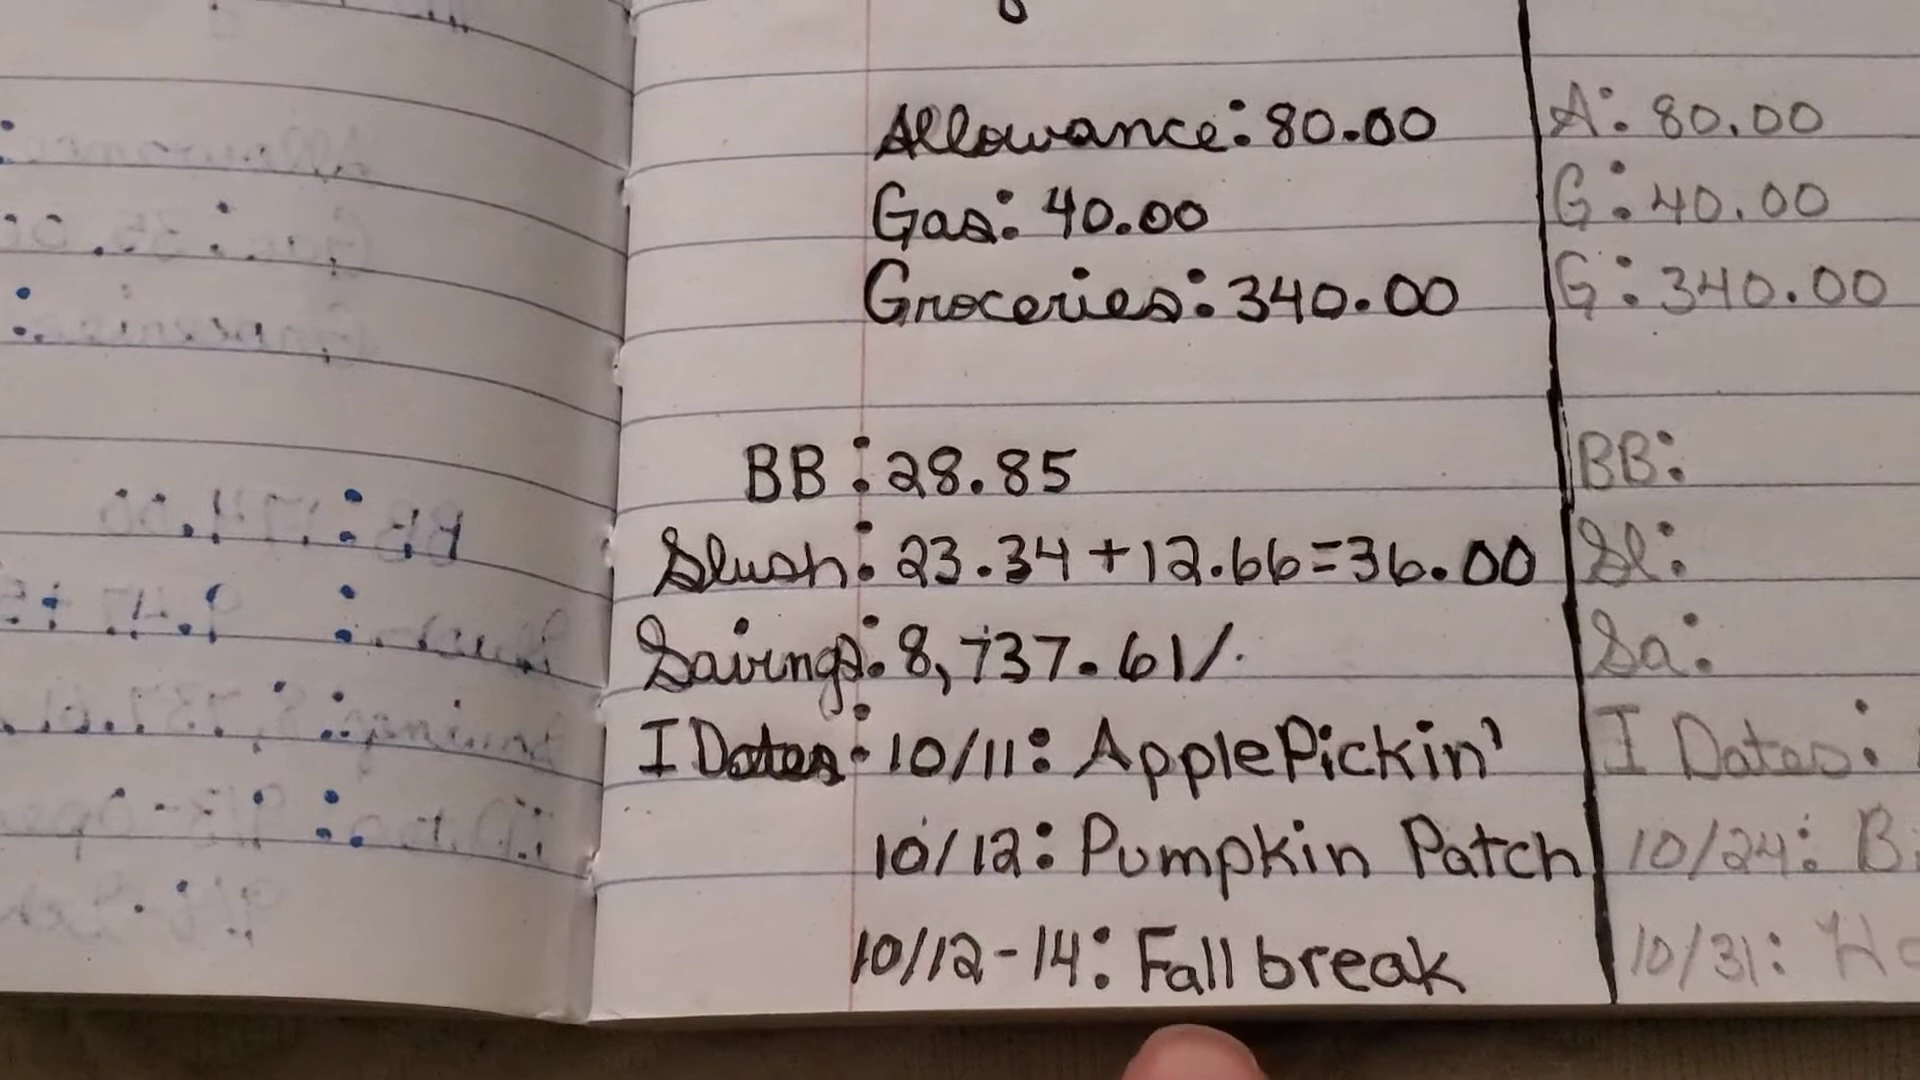 Allowance: 80.00
Gas: 40.00
Groceries: 340.00
BB: 28.85
Slush: 23.34 + 12.66 = 36.00
Savings: 8,737.61/.
I Dates: 10/11: Apple Pickin'
10/12: Pumpkin Patch
10/12-14: Fall break
A: 80.00
G: 40.00
G: 340.00
BB:
Sl:
Sa:
I Dates:
10/24:
10/31: